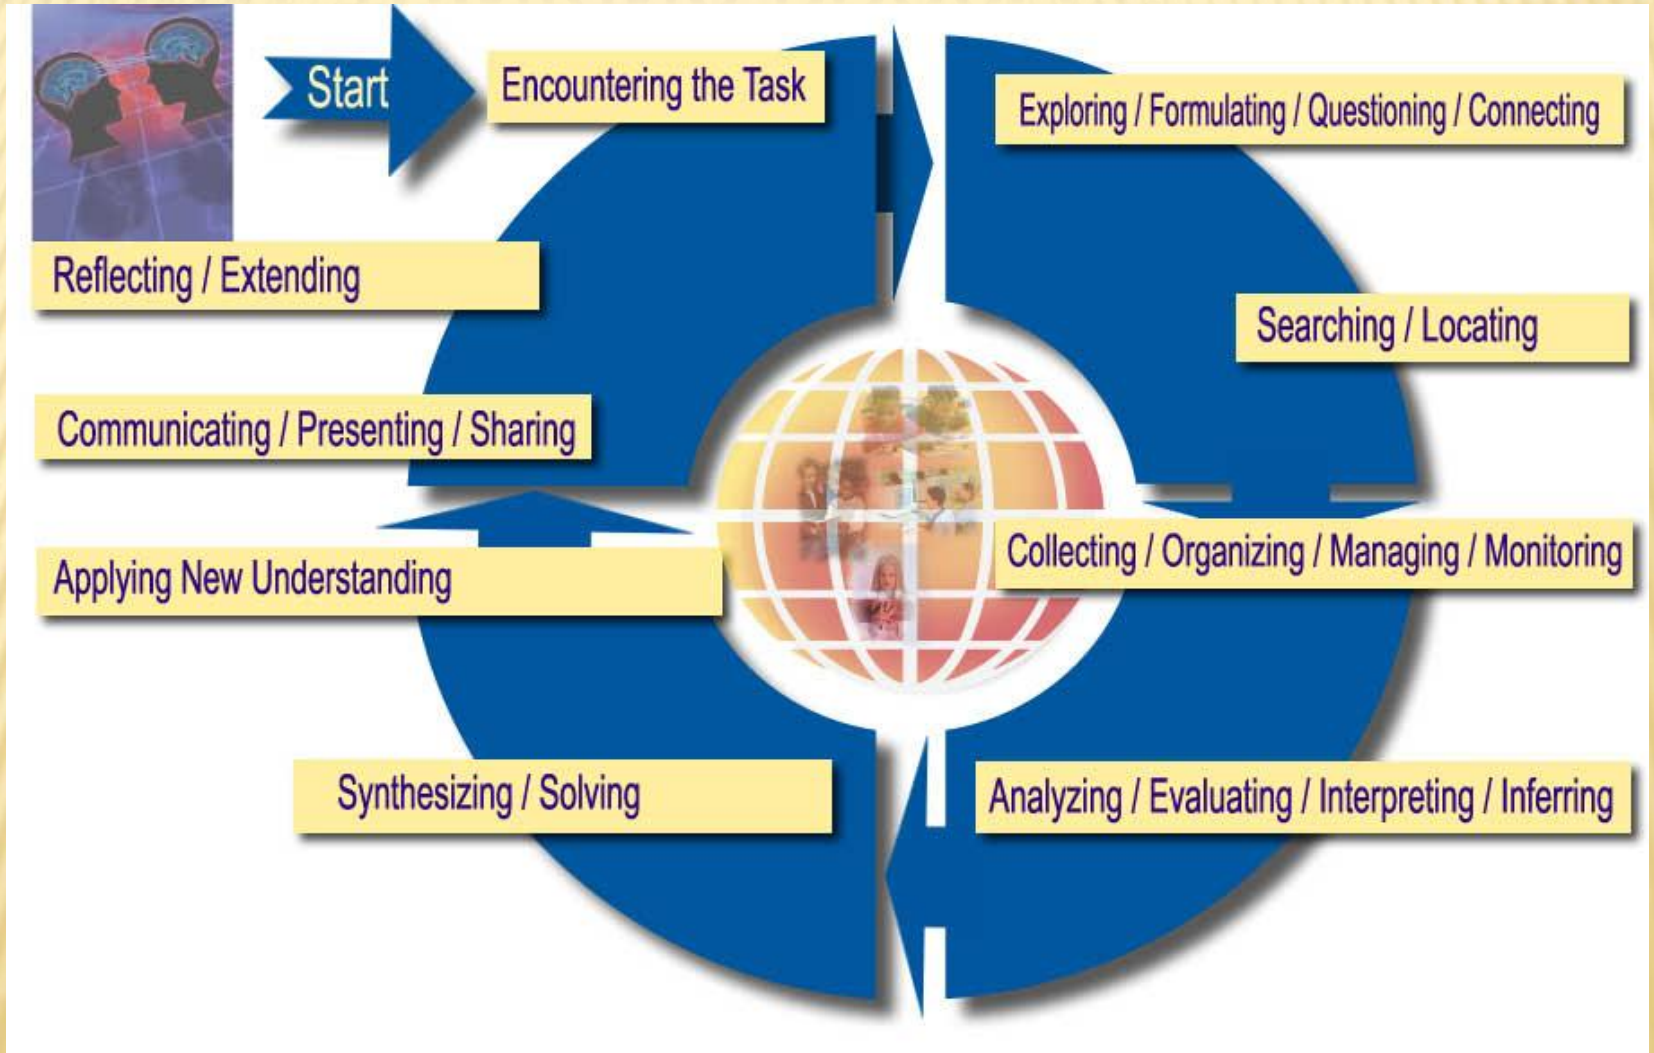 Start
Encountering the Task
Exploring / Formulating / Questioning / Connecting
Searching / Locating
Collecting / Organizing / Managing / Monitoring
Analyzing / Evaluating / Interpreting / Inferring
Synthesizing / Solving
Applying New Understanding
Communicating / Presenting / Sharing
Reflecting / Extending